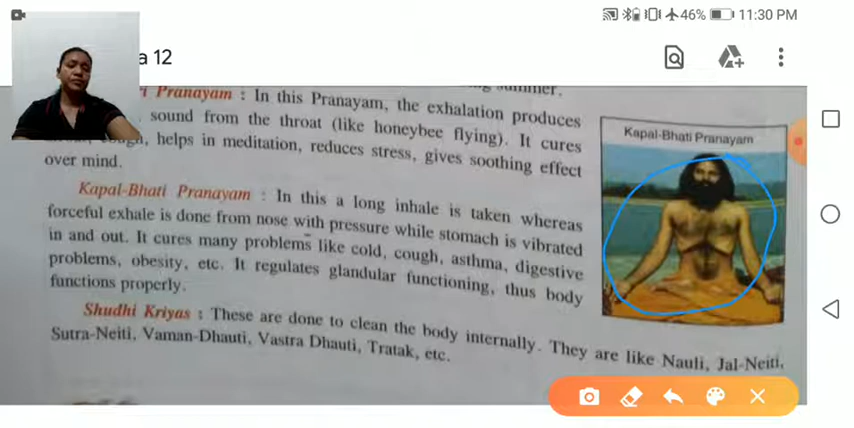 46% 11:30 PM
a 12
summer.
i Pranayam : In this Pranayam, the exhalation produces
sound from the throat (like honeybee flying). It cures
helps in meditation, reduces stress, gives soothing effect
over mind.
Kapal-Bhati Pranayam : In this a long inhale is taken whereas
forceful exhale is done from nose with pressure while stomach is vibrated
in and out. It cures many problems like cold, cough, asthma, digestive
problems, obesity, etc. It regulates glandular functioning, thus body
functions properly.
Kapal-Bhati Pranayam
Shudhi Kriyas : These are done to clean the body internally. They are like Nauli, Jal-Neiti,
Sutra-Neiti, Vaman-Dhauti, Vastra Dhauti, Tratak, etc.